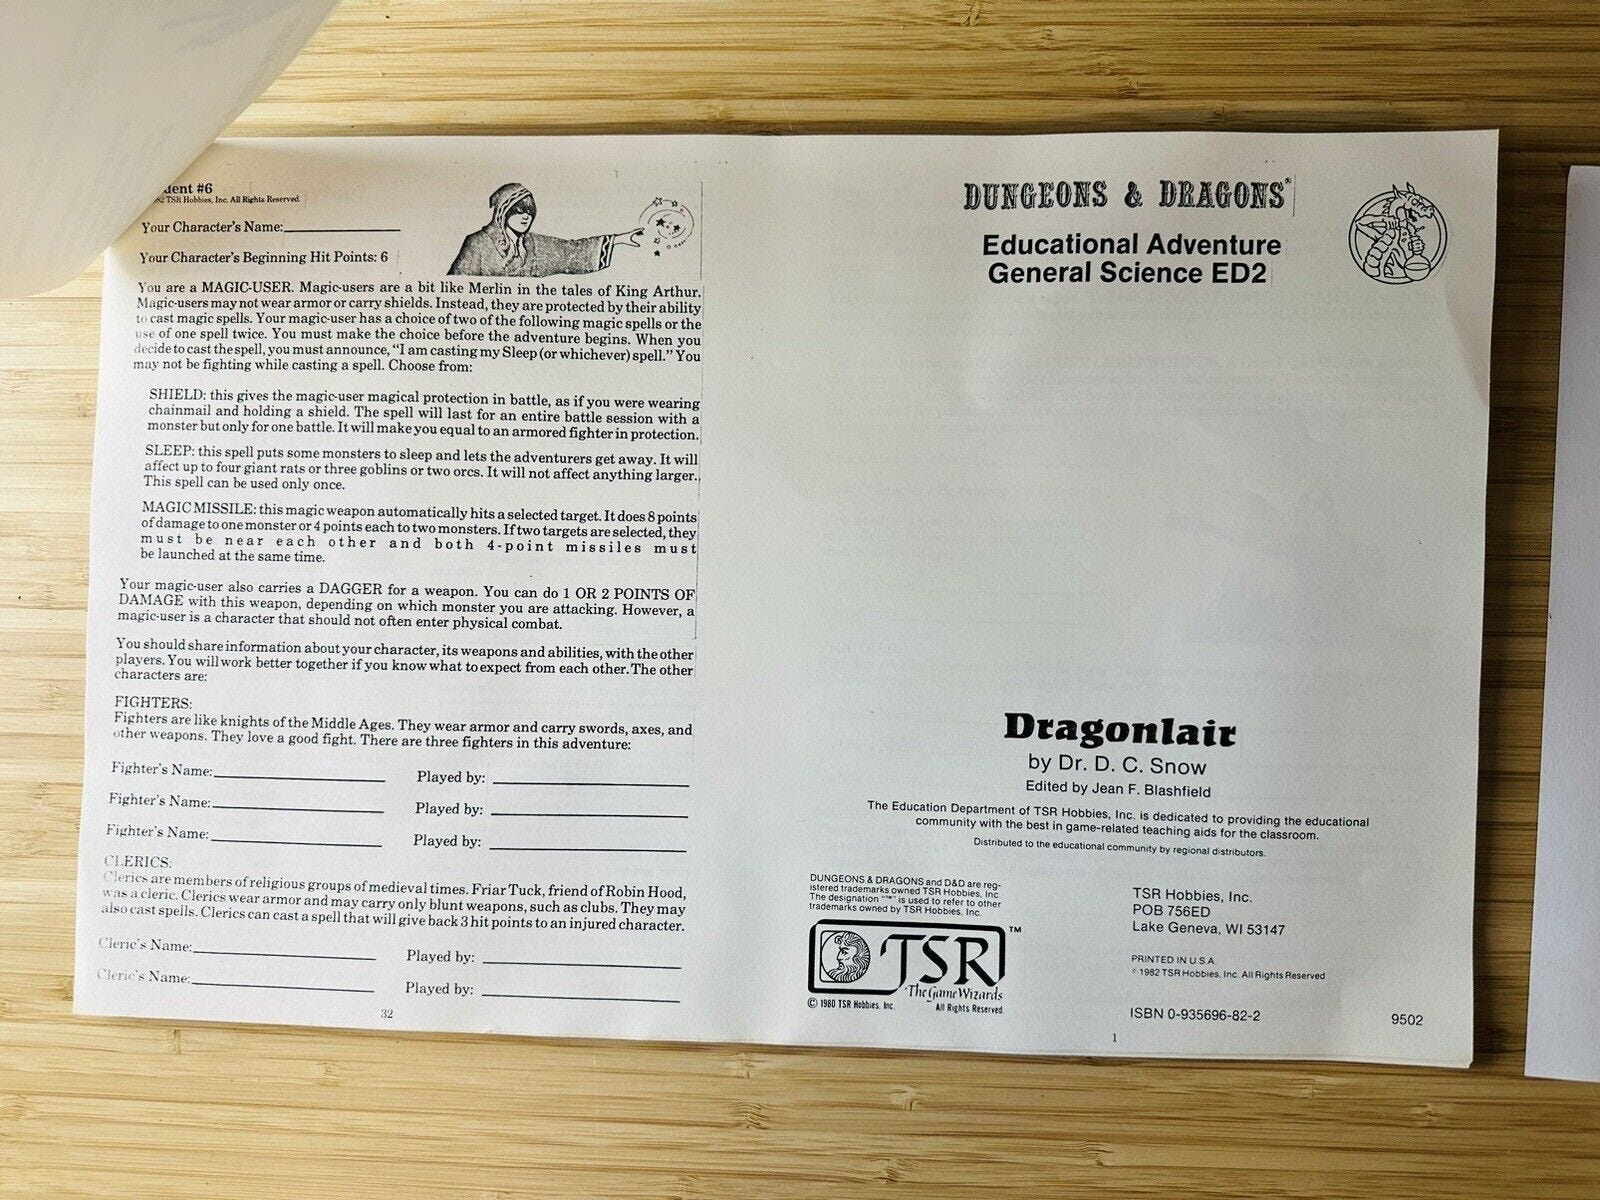 dent #6
TSR Hobbies, Inc. All Rights Reserved.
Your Character's Name:
Your Character's Beginning Hit Points: 6
You are a MAGIC-USER. Magic-users are a bit like Merlin in the tales of King Arthur.
Magic-users may not wear armor or carry shields. Instead, they are protected by their ability
to cast magic spells. Your magic-user has a choice of two of the following magic spells or the
use of one spell twice. You must make the choice before the adventure begins. When you
decide to cast the spell, you must announce, "I am casting my Sleep (or whichever) spell." You
may not be fighting while casting a spell. Choose from:
SHIELD: this gives the magic-user magical protection in battle, as if you were wearing
chainmail and holding a shield. The spell will last for an entire battle session with a
monster but only for one battle. It will make you equal to an armored fighter in protection.
SLEEP: this spell puts some monsters to sleep and lets the adventurers get away. It will
affect up to four giant rats or three goblins or two orcs. It will not affect anything larger.
This spell can be used only once.
MAGIC MISSILE: this magic weapon automatically hits a selected target. It does 8 points
of damage to one monster or 4 points each to two monsters. If two targets are selected, they
must be near each other and both 4-point missiles must
be launched at the same time.
Your magic-user also carries a DAGGER for a weapon. You can do 1 OR 2 POINTS OF
DAMAGE with this weapon, depending on which monster you are attacking. However, a
magic-user is a character that should not often enter physical combat.
You should share information about your character, its weapons and abilities, with the other
players. You will work better together if you know what to expect from each other. The other
characters are:
FIGHTERS:
Fighters are like knights of the Middle Ages. They wear armor and carry swords, axes, and
other weapons. They love a good fight. There are three fighters in this adventure:
Fighter's Name: Played by:
Fighter's Name: Played by:
Fighter's Name: Played by:
CLERICS:
Clerics are members of religious groups of medieval times. Friar Tuck, friend of Robin Hood,
was a cleric. Clerics wear armor and may carry only blunt weapons, such as clubs. They may
also cast spells. Clerics can cast a spell that will give back 3 hit points to an injured character.
Cleric's Name: Played by:
Cleric's Name: Played by:
32
DUNGEONS & DRAGONS®
Educational Adventure
General Science ED2
Dragonlair
by Dr. D. C. Snow
Edited by Jean F. Blashfield
The Education Department of TSR Hobbies, Inc. is dedicated to providing the educational
community with the best in game-related teaching aids for the classroom.
Distributed to the educational community by regional distributors.
DUNGEONS & DRAGONS and D&D are reg-
istered trademarks owned TSR Hobbies, Inc.
The designation "™" is used to refer to other
trademarks owned by TSR Hobbies, Inc.
TSR ™
The Game Wizards
© 1980 TSR Hobbies, Inc. All Rights Reserved.
TSR Hobbies, Inc.
POB 756ED
Lake Geneva, WI 53147
PRINTED IN U.S.A.
© 1982 TSR Hobbies, Inc. All Rights Reserved
ISBN 0-935696-82-2
9502
1